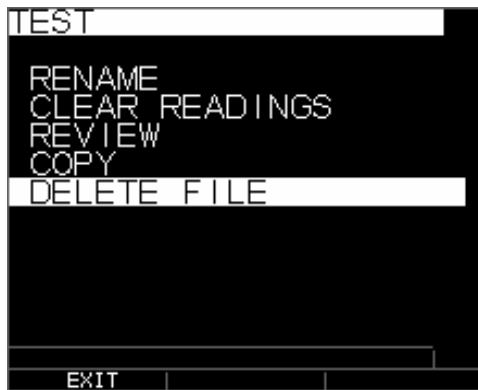 TEST
RENAME
CLEAR READINGS
REVIEW
COPY
DELETE FILE
EXIT